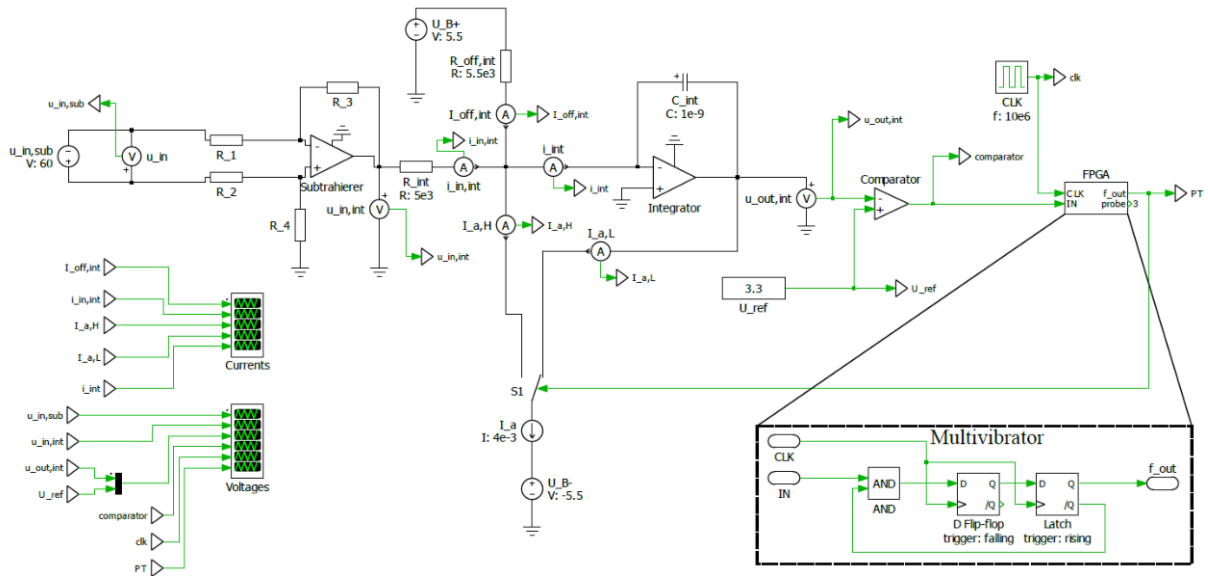 U_B+
V: 5.5
R_off,int
R: 5.5e3
A
I_off,int
I_off,int
u_in,sub
u_in,sub
V: 60
V
u_in
R_1
R_2
R_3
R_4
-
+
Subtrahierer
R_int
R: 5e3
i_in,int
A
i_in,int
V
u_in,int
u_in,int
i_int
A
i_int
C_int
C: 1e-9
-
+
Integrator
A
I_a,H
I_a,H
I_a,L
A
I_a,L
u_out,int
V
u_out,int
Comparator
-
+
comparator
3.3
U_ref
U_ref
CLK
f: 10e6
clk
FPGA
CLK
IN
f_out
probe
3
PT
S1
I_a
I: 4e-3
U_B-
V: -5.5
I_off,int
i_in,int
I_a,H
I_a,L
i_int
Currents
u_in,sub
u_in,int
u_out,int
U_ref
comparator
clk
PT
Voltages
Multivibrator
CLK
IN
AND
AND
D
Q
/Q
D Flip-flop
trigger: falling
D
Q
/Q
Latch
trigger: rising
f_out